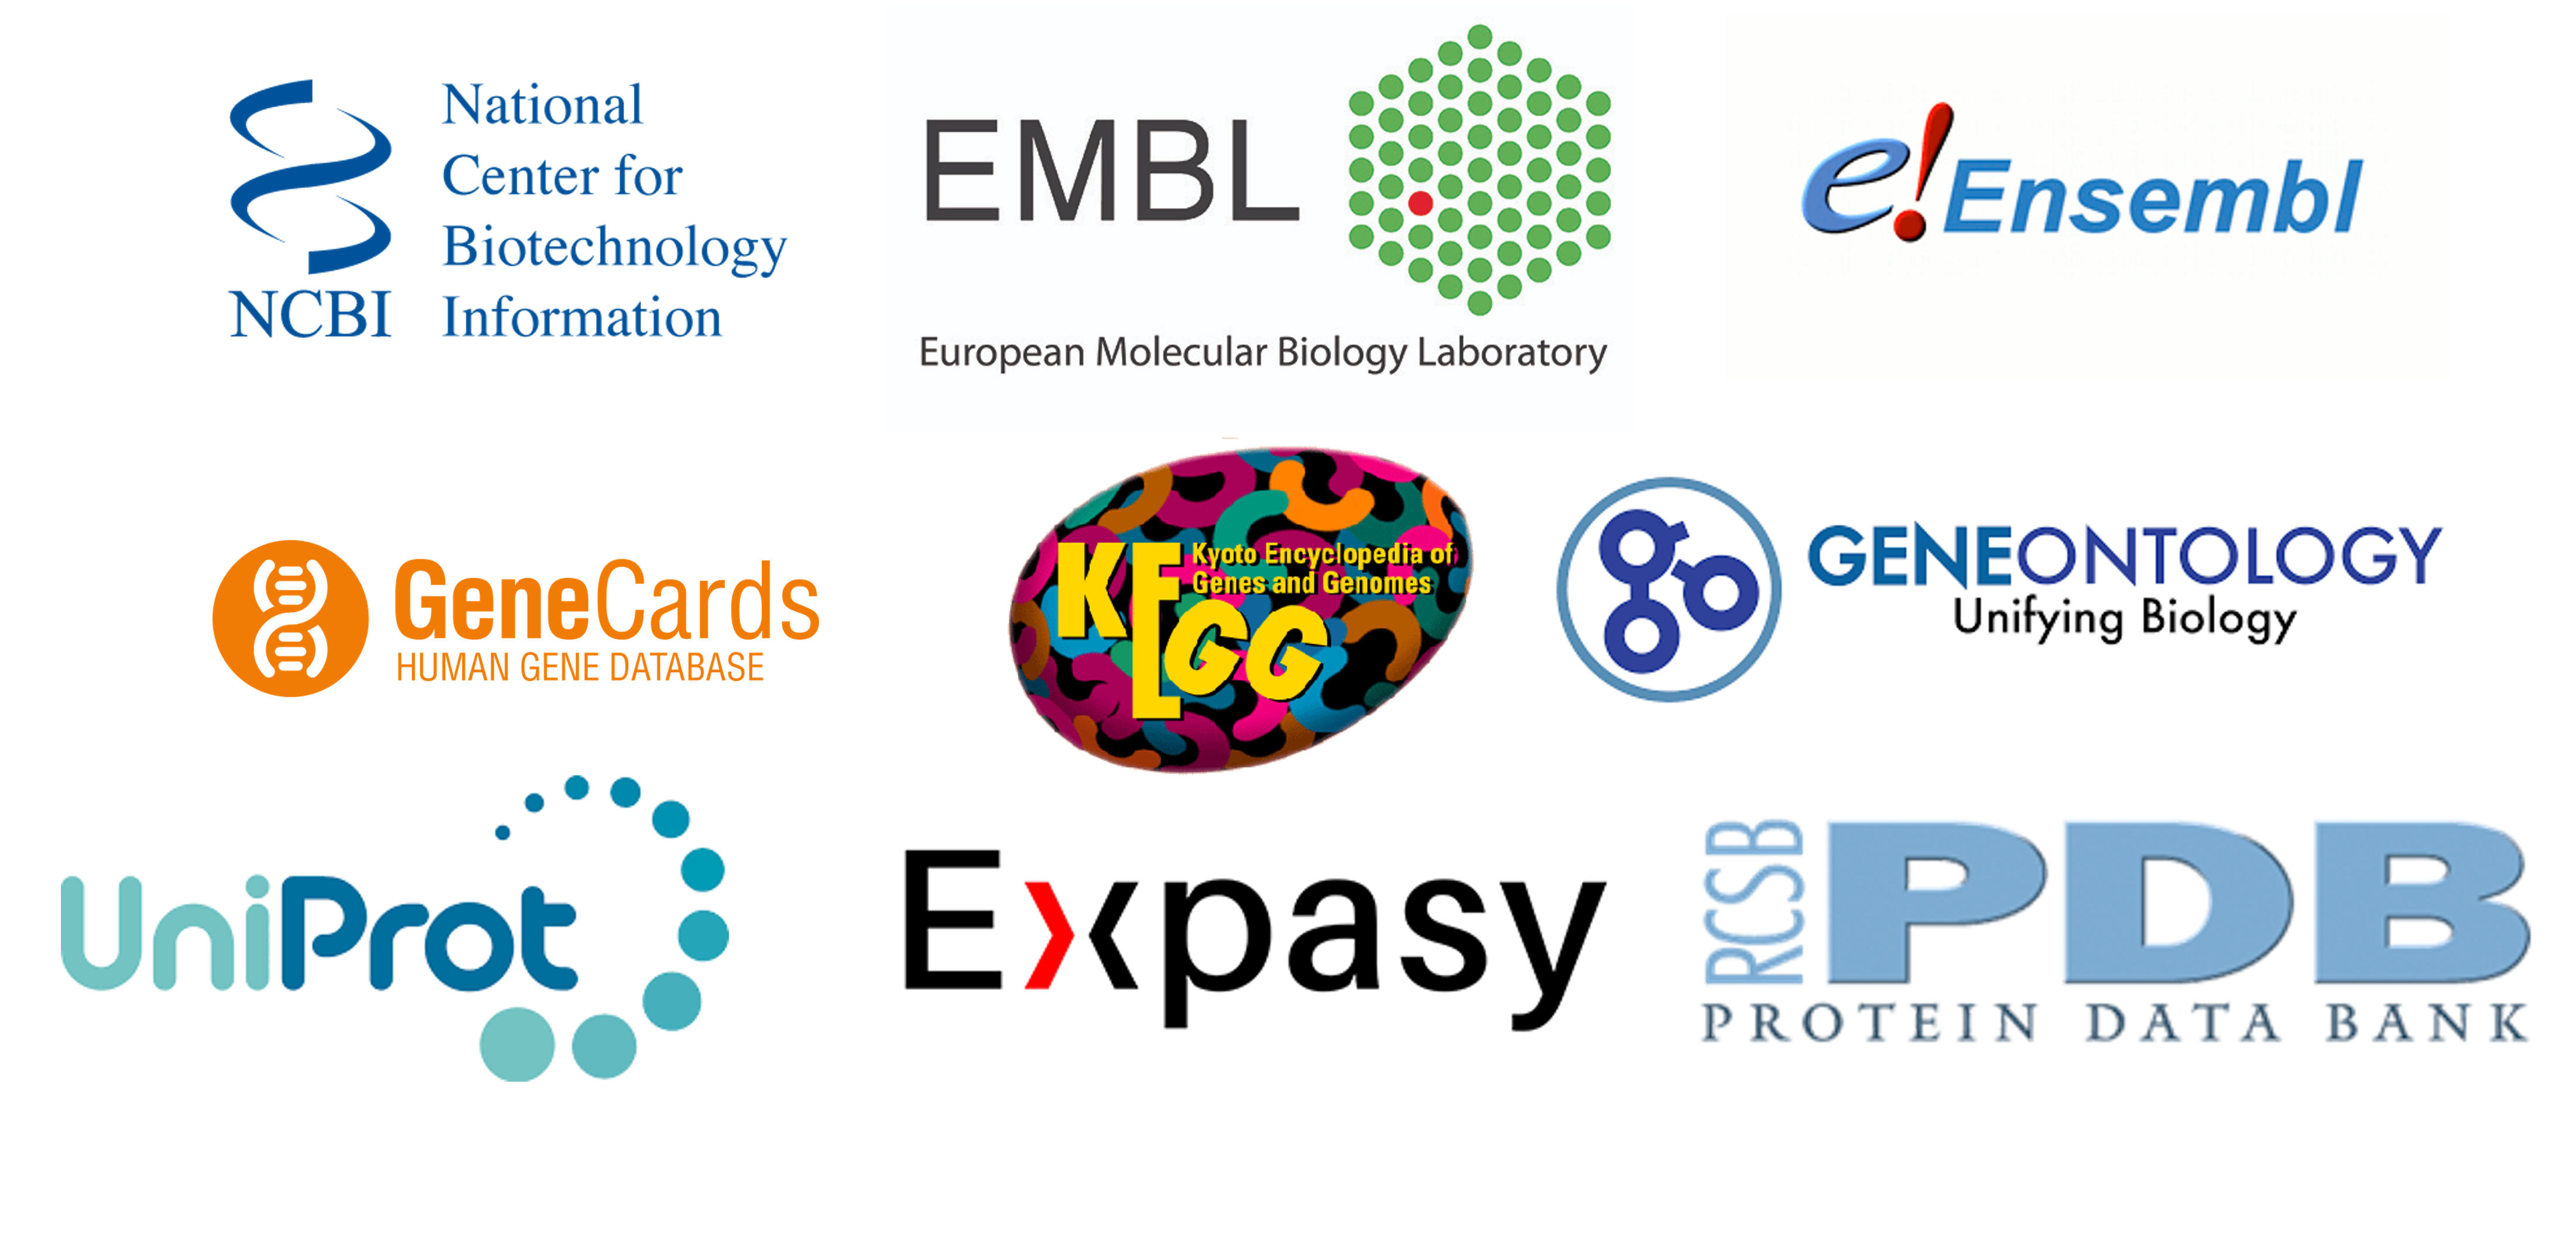 National
Center for
Biotechnology
Information
NCBI
EMBL
European Molecular Biology Laboratory
e!Ensembl
GeneCards
HUMAN GENE DATABASE
KEGG
Kyoto Encyclopedia of
Genes and Genomes
go
GENEONTOLOGY
Unifying Biology
UniProt
Expasy
RCSB
PDB
PROTEIN DATA BANK